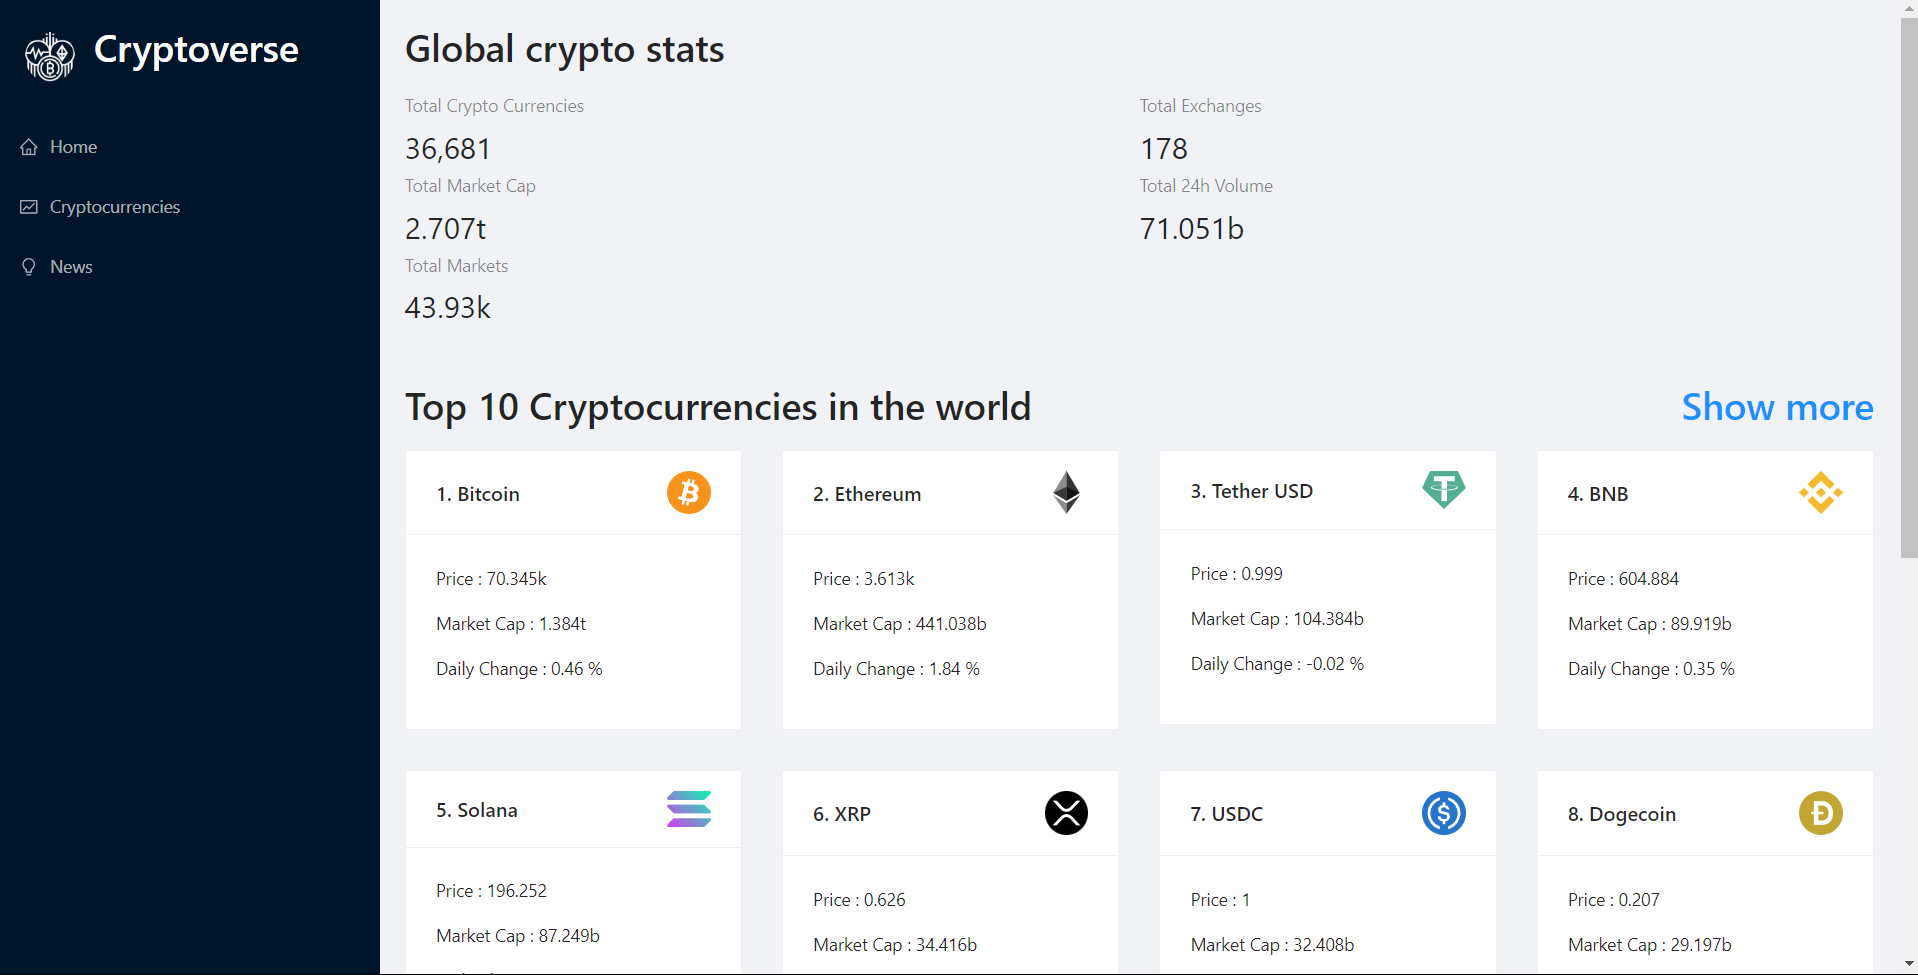 Cryptoverse
Home
Cryptocurrencies
News
Global crypto stats
Total Crypto Currencies
36,681
Total Exchanges
178
Total Market Cap
2.707t
Total 24h Volume
71.051b
Total Markets
43.93k
Top 10 Cryptocurrencies in the world
Show more
1. Bitcoin
Price : 70.345k
Market Cap : 1.384t
Daily Change : 0.46 %
2. Ethereum
Price : 3.613k
Market Cap : 441.038b
Daily Change : 1.84 %
3. Tether USD
Price : 0.999
Market Cap : 104.384b
Daily Change : -0.02 %
4. BNB
Price : 604.884
Market Cap : 89.919b
Daily Change : 0.35 %
5. Solana
Price : 196.252
Market Cap : 87.249b
6. XRP
Price : 0.626
Market Cap : 34.416b
7. USDC
Price : 1
Market Cap : 32.408b
8. Dogecoin
Price : 0.207
Market Cap : 29.197b